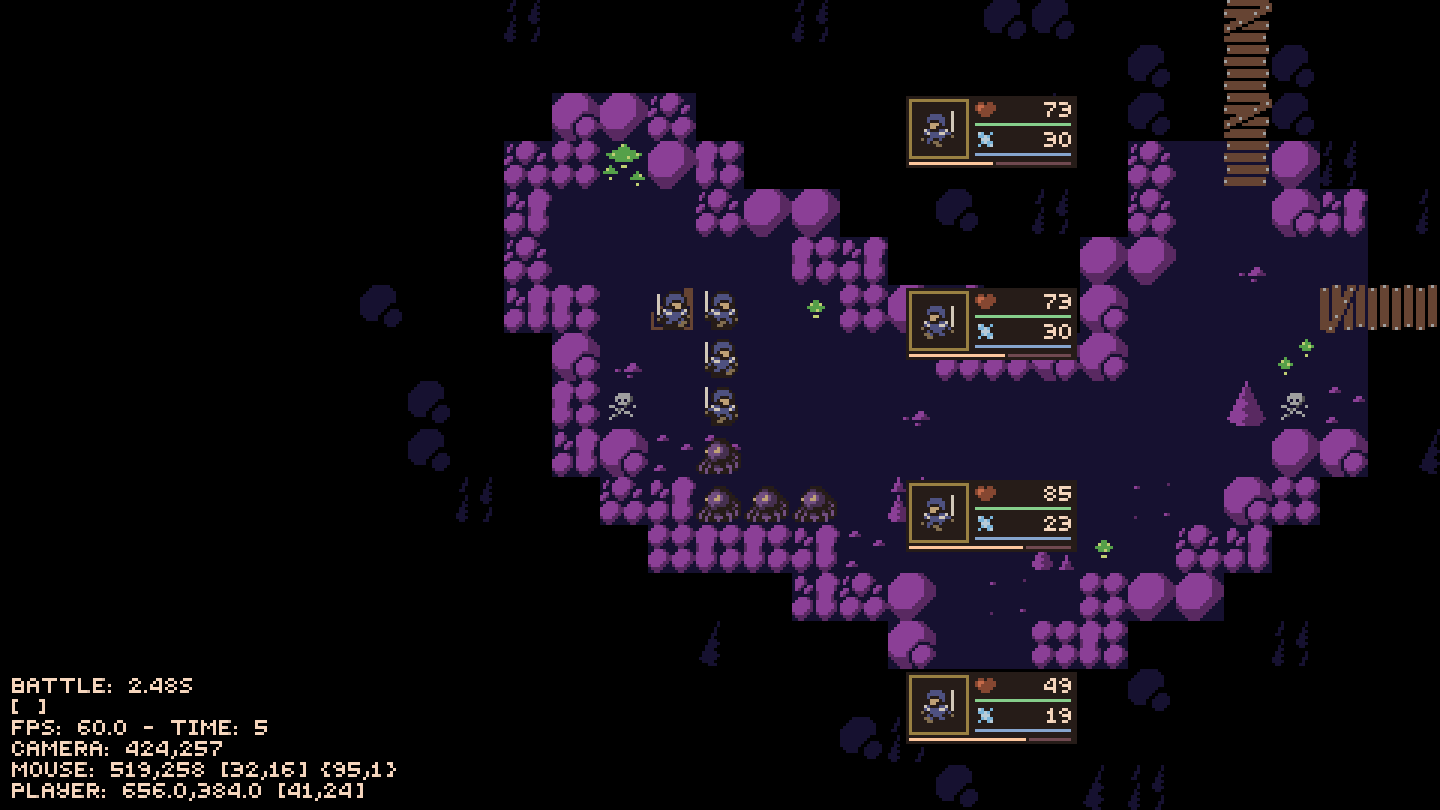 73
30
73
30
85
23
49
19
BATTLE: 2.48S
[ ]
FPS: 60.0 - TIME: 5
CAMERA: 424,257
MOUSE: 519,258 [32,16] {95,1}
PLAYER: 656.0,384.0 [41,24]